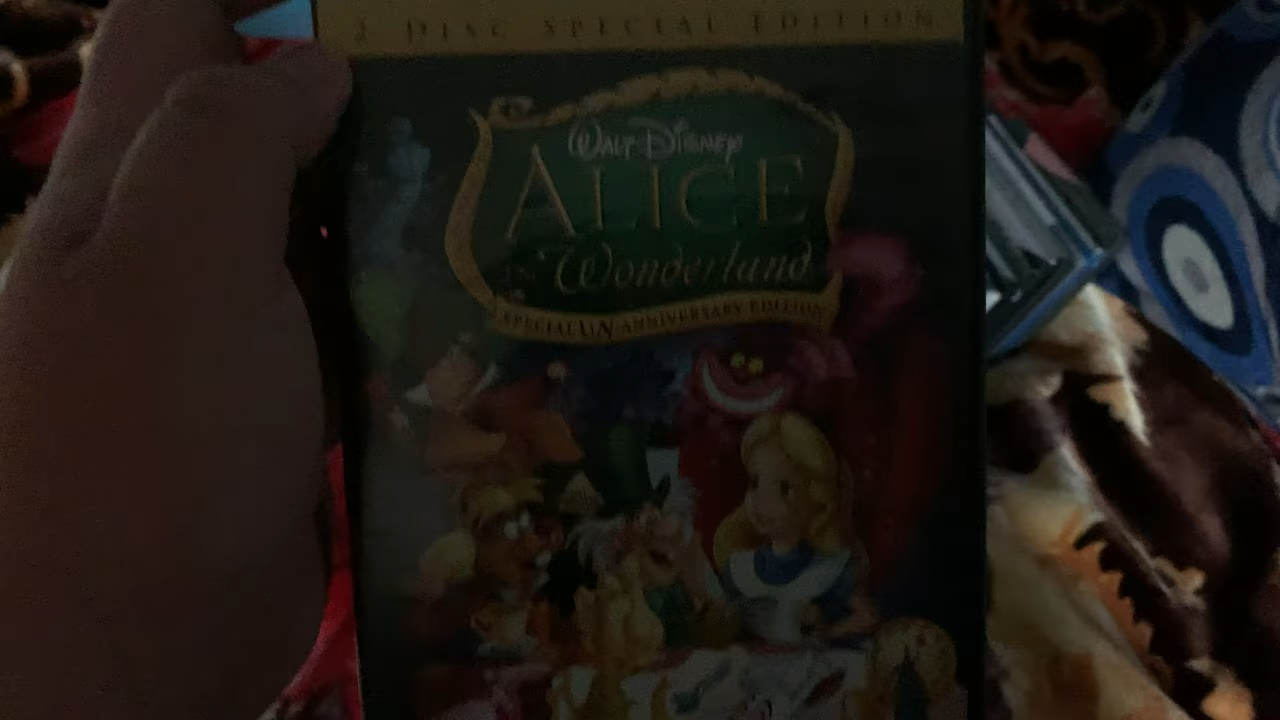 2 DISC SPECIAL EDITION
WALT DISNEY
ALICE
IN Wonderland
SPECIAL UN-ANNIVERSARY EDITION